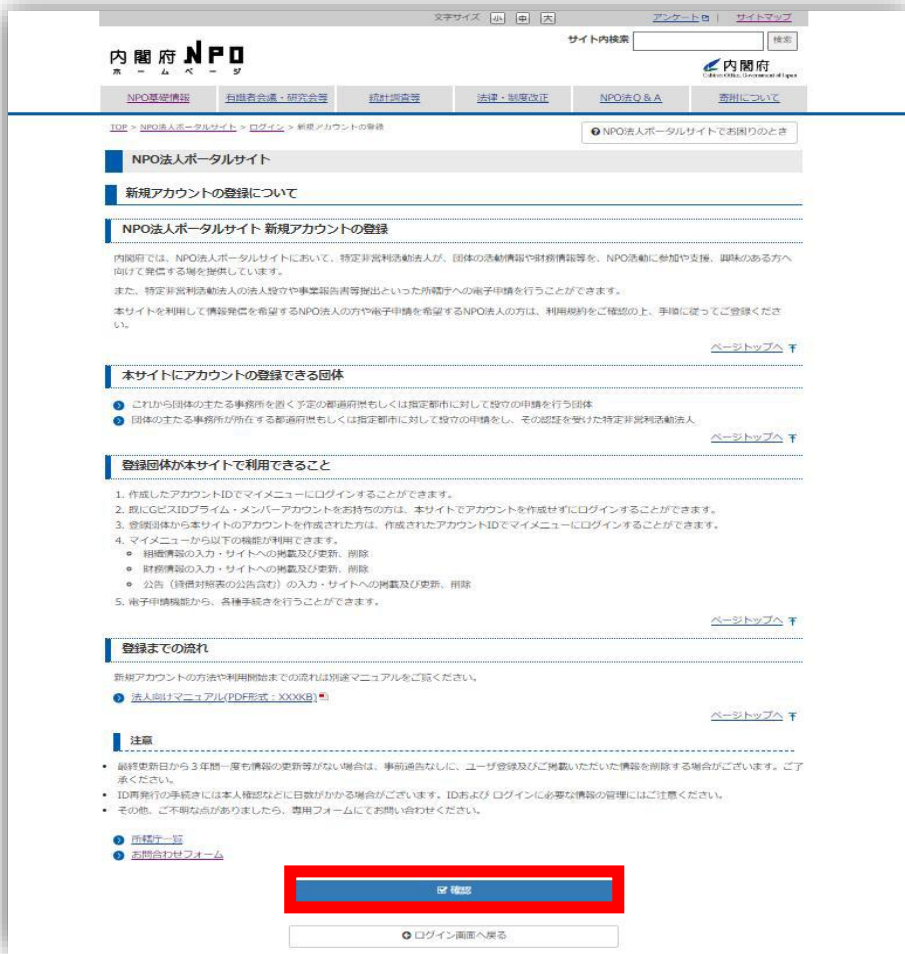 文字サイズ 小 中 大 アンケート | サイトマップ
サイト内検索 検索
内閣府 NPO
ホームページ
内閣府
Cabinet Office, Government of Japan
NPO基礎情報 有識者会議・研究会等 統計調査等 法律・制度改正 NPO法Q & A 寄附について
TOP > NPO法人ポータルサイト > ログイン > 新規アカウントの登録
NPO法人ポータルサイトでお困りのとき
NPO法人ポータルサイト
新規アカウントの登録について
NPO法人ポータルサイト 新規アカウントの登録
内閣府では、NPO法人ポータルサイトにおいて、特定非営利活動法人が、団体の活動情報や財務情報等を、NPO活動に参加や支援、興味のある方へ
向けて発信する場を提供しています。
また、特定非営利活動法人の法人設立や事業報告書等提出といった所轄庁への電子申請を行うことができます。
本サイトを利用して情報発信を希望するNPO法人の方や電子申請を希望するNPO法人の方は、利用規約をご確認の上、手順に従ってご登録くださ
い。
ページトップへ
本サイトにアカウントの登録できる団体
これから団体の主たる事務所を置く予定の都道府県もしくは指定都市に対して設立の申請を行う団体
団体の主たる事務所が所在する都道府県もしくは指定都市に対して設立の申請をし、その認証を受けた特定非営利活動法人
ページトップへ
登録団体が本サイトで利用できること
1. 作成したアカウントIDでマイメニューにログインすることができます。
2. 既にGビズIDプライム・メンバーアカウントをお持ちの方は、本サイトでアカウントを作成せずにログインすることができます。
3. 登録団体から本サイトのアカウントを作成された方は、作成されたアカウントIDでマイメニューにログインすることができます。
4. マイメニューから以下の機能が利用できます。
組織情報の入力・サイトへの掲載及び更新、削除
財務情報の入力・サイトへの掲載及び更新、削除
公告（貸借対照表の公告含む）の入力・サイトへの掲載及び更新、削除
5. 電子申請機能から、各種手続きを行うことができます。
ページトップへ
登録までの流れ
新規アカウントの方法や利用開始までの流れは別途マニュアルをご覧ください。
法人向けマニュアル(PDF形式：XXXKB)
ページトップへ
注意
• 最終更新日から３年間一度も情報の更新等がない場合は、事前通告なしに、ユーザ登録及びご掲載いただいた情報を削除する場合がございます。ご了
承ください。
• ID再発行の手続きには本人確認などに日数がかかる場合がございます。IDおよび ログインに必要な情報の管理にはご注意ください。
• その他、ご不明な点がありましたら、専用フォームにてお問い合わせください。
所轄庁一覧
お問合わせフォーム
確認
ログイン画面へ戻る